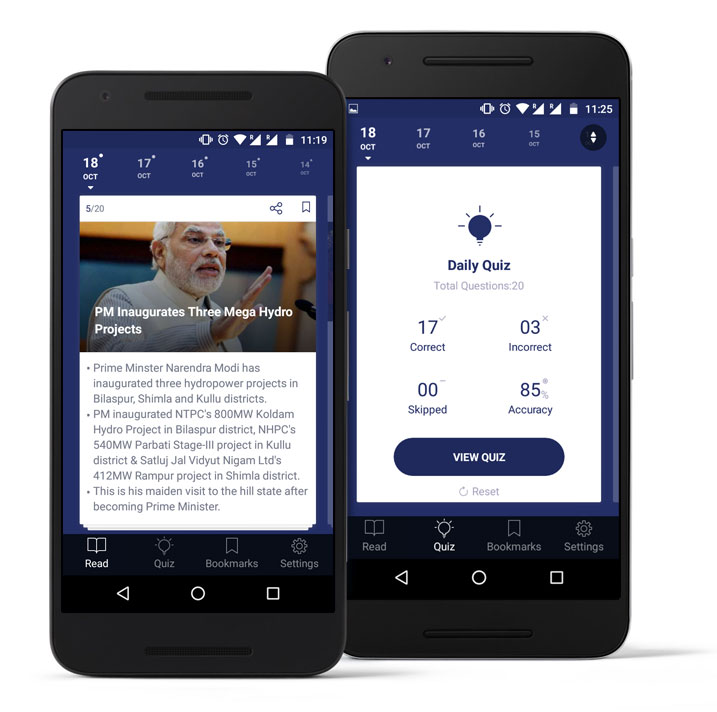 11:19
18 17 16 15 14
OCT OCT OCT OCT OCT
5/20
PM Inaugurates Three Mega Hydro
Projects
• Prime Minster Narendra Modi has
inaugurated three hydropower projects in
Bilaspur, Shimla and Kullu districts.
• PM inaugurated NTPC's 800MW Koldam
Hydro Project in Bilaspur district, NHPC's
540MW Parbati Stage-III project in Kullu
district & Satluj Jal Vidyut Nigam Ltd's
412MW Rampur project in Shimla district.
• This is his maiden visit to the hill state after
becoming Prime Minister.
Read Quiz Bookmarks Settings
11:25
18 17 16 15
OCT OCT OCT OCT
Daily Quiz
Total Questions:20
17 03
Correct Incorrect
00 85%
Skipped Accuracy
VIEW QUIZ
Reset
Read Quiz Bookmarks Settings